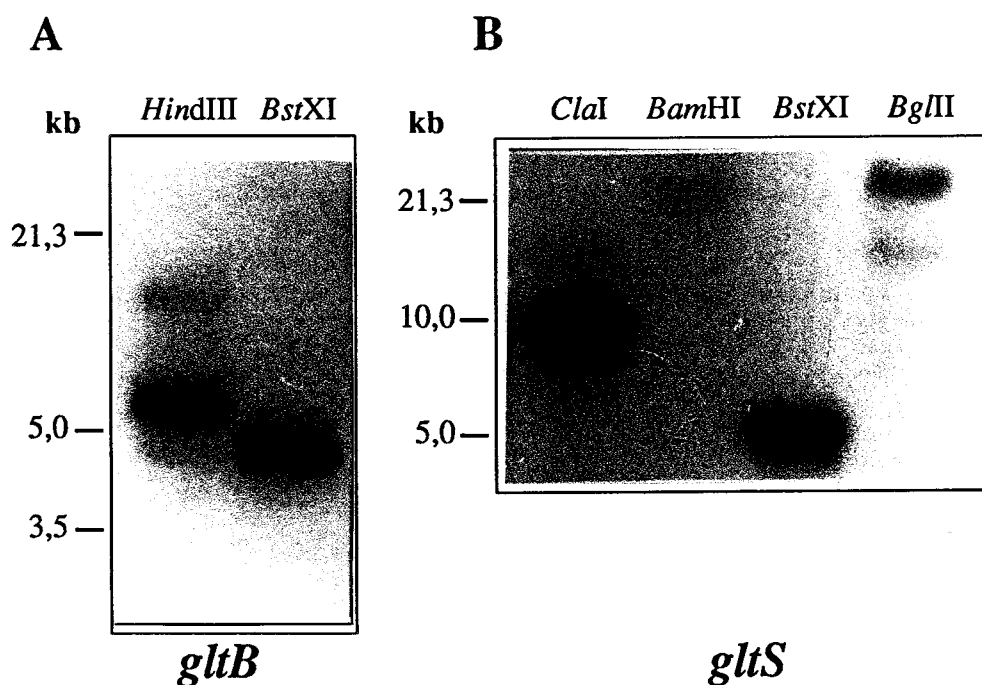 A
kb
HindIII BstXI
21,3
5,0
3,5
gltB
B
kb
ClaI BamHI BstXI BglII
21,3
10,0
5,0
gltS